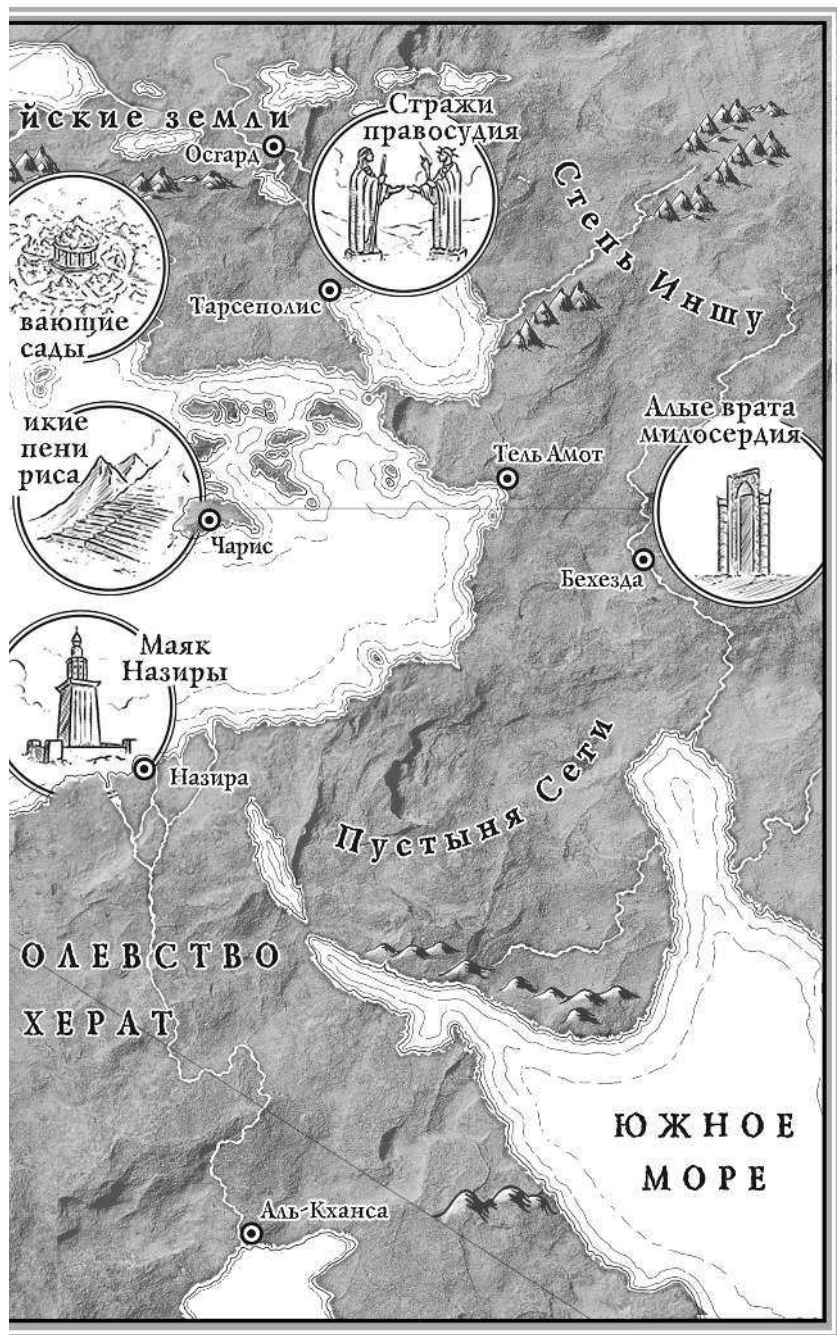 йские земли
Стражи
правосудия
Осгард
Степь Иншу
Тарсеполис
вающие
сады
Алые врата
милосердия
икие
пени
риса
Тель Амот
Чарис
Бехезда
Маяк
Назиры
Назира
Пустыня Сети
ОЛЕВСТВО
ХЕРАТ
ЮЖНОЕ
МОРЕ
Аль-Кханса